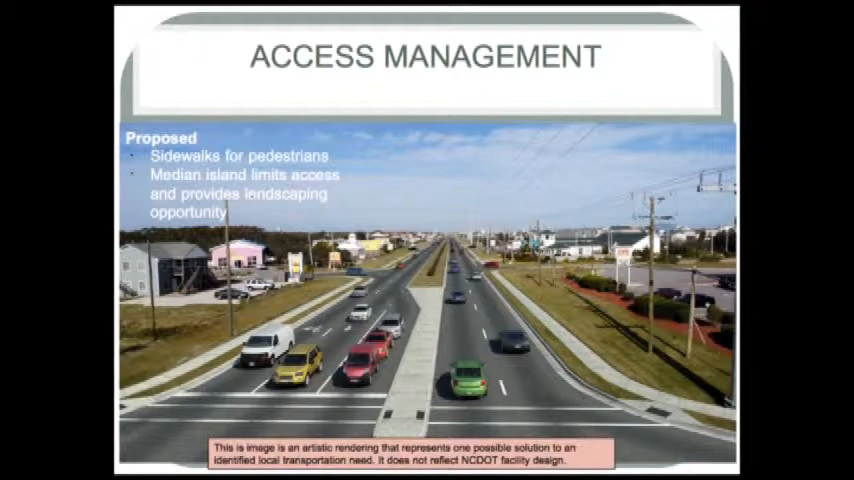 ACCESS MANAGEMENT
Proposed
· Sidewalks for pedestrians
· Median island limits access
and provides lendscaping
opportunity
This is image is an artistic rendering that represents one possible solution to an
identified local transportation need. It does not reflect NCDOT facility design.